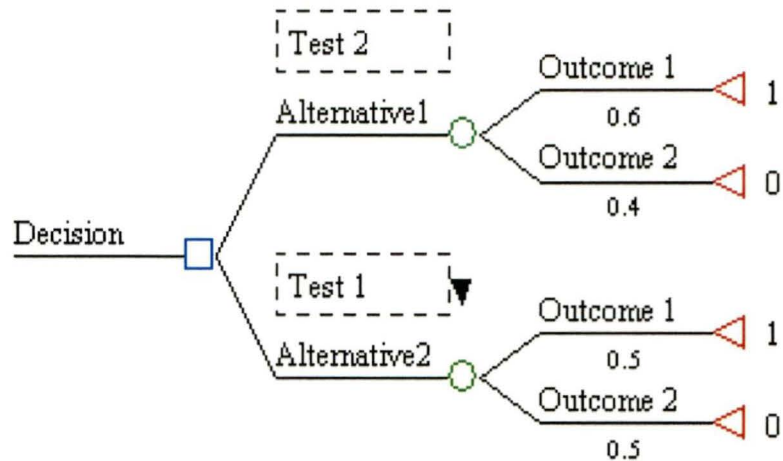 Test 2
Outcome 1
1
Alternative1
0.6
Outcome 2
0
0.4
Decision
Test 1
Outcome 1
1
Alternative2
0.5
Outcome 2
0
0.5